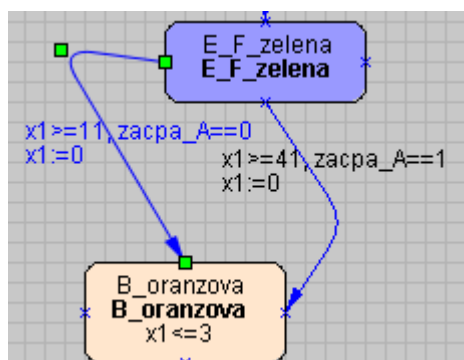 E_F_zelena
E_F_zelena
x1>=11, zacpa_A==0
x1:=0
x1>=41, zacpa_A==1
x1:=0
B_oranzova
B_oranzova
x1<=3